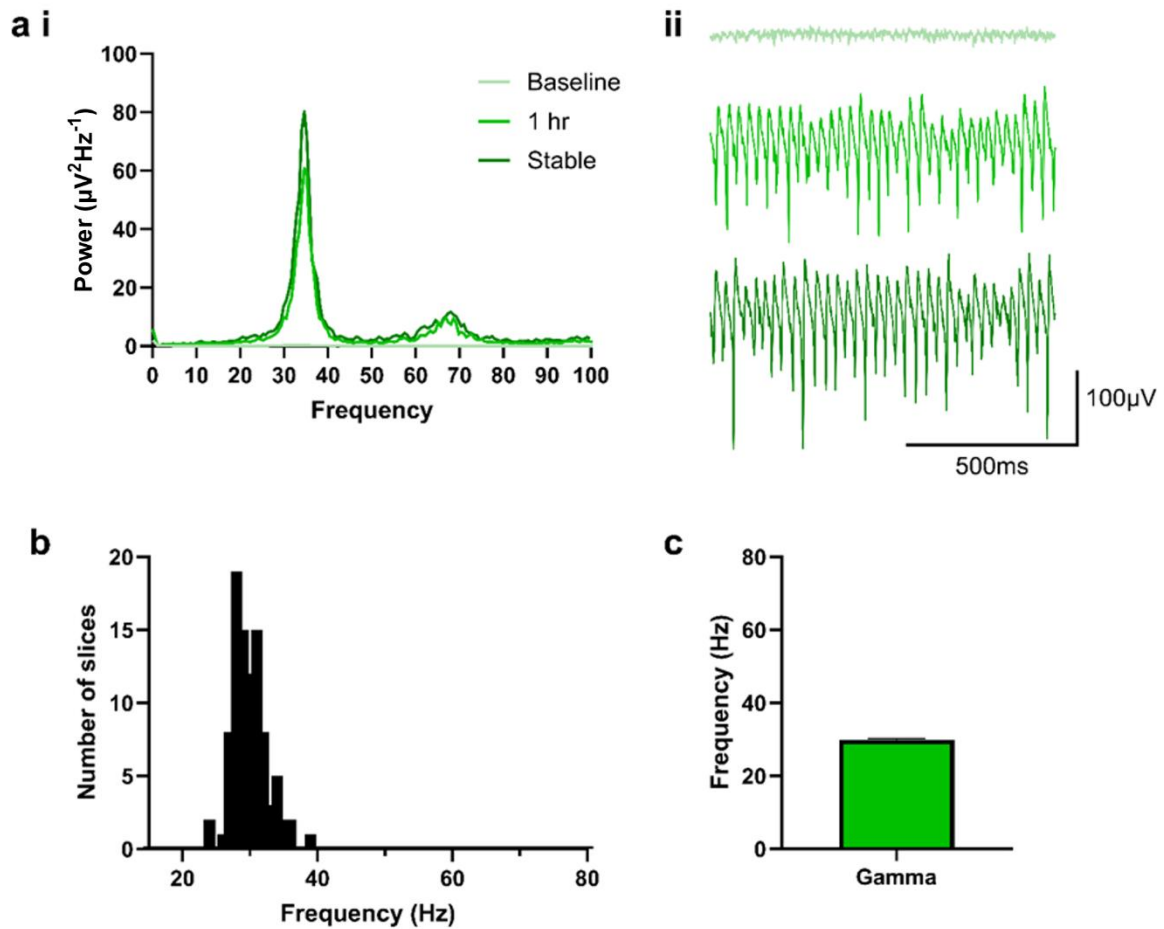 a i
100
80
60
40
20
0
Power (µV²Hz⁻¹)
0 10 20 30 40 50 60 70 80 90 100
Frequency
Baseline
1 hr
Stable
ii
100µV
500ms
b
20
15
10
5
0
Number of slices
20 40 60 80
Frequency (Hz)
c
80
60
40
20
0
Frequency (Hz)
Gamma